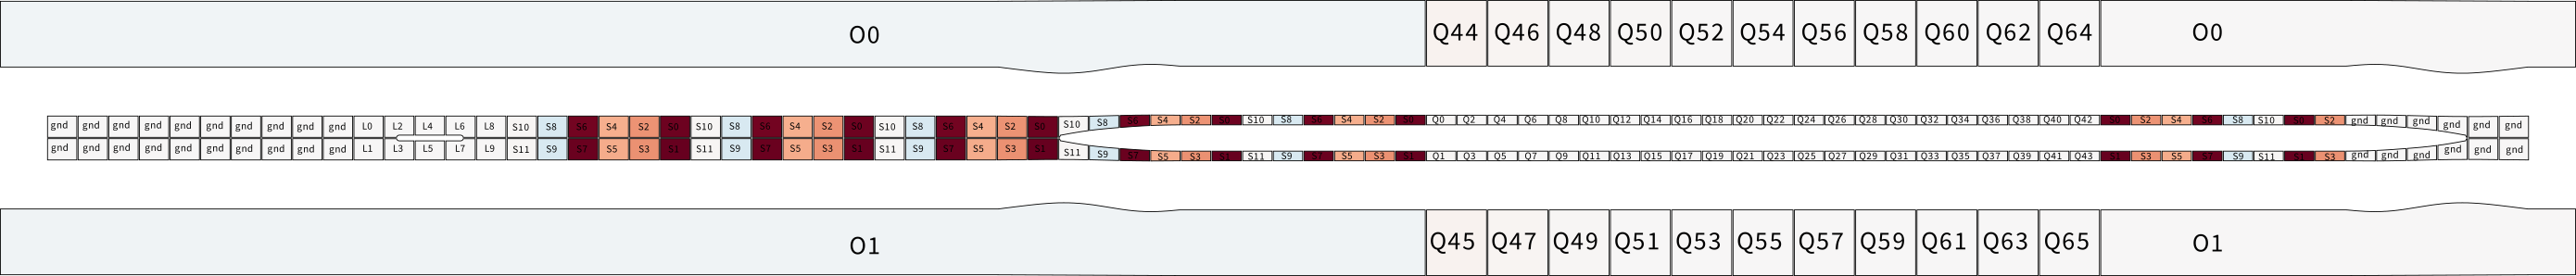 O0 Q44 Q46 Q48 Q50 Q52 Q54 Q56 Q58 Q60 Q62 Q64 O0
gnd gnd gnd gnd gnd gnd gnd gnd gnd gnd L0 L2 L4 L6 L8 S10 S8 S6 S4 S2 S0 S10 S8 S6 S4 S2 S0 S10 S8 S6 S4 S2 S0 S10 S8 S6 S4 S2 S0 S10 S8 S6 S4 S2 S0 Q0 Q2 Q4 Q6 Q8 Q10 Q12 Q14 Q16 Q18 Q20 Q22 Q24 Q26 Q28 Q30 Q32 Q34 Q36 Q38 Q40 Q42 S0 S2 S4 S6 S8 S10 S0 S2 gnd gnd gnd gnd gnd gnd
gnd gnd gnd gnd gnd gnd gnd gnd gnd gnd L1 L3 L5 L7 L9 S11 S9 S7 S5 S3 S1 S11 S9 S7 S5 S3 S1 S11 S9 S7 S5 S3 S1 S11 S9 S7 S5 S3 S1 S11 S9 S7 S5 S3 S1 Q1 Q3 Q5 Q7 Q9 Q11 Q13 Q15 Q17 Q19 Q21 Q23 Q25 Q27 Q29 Q31 Q33 Q35 Q37 Q39 Q41 Q43 S1 S3 S5 S7 S9 S11 S1 S3 gnd gnd gnd gnd gnd gnd
O1 Q45 Q47 Q49 Q51 Q53 Q55 Q57 Q59 Q61 Q63 Q65 O1